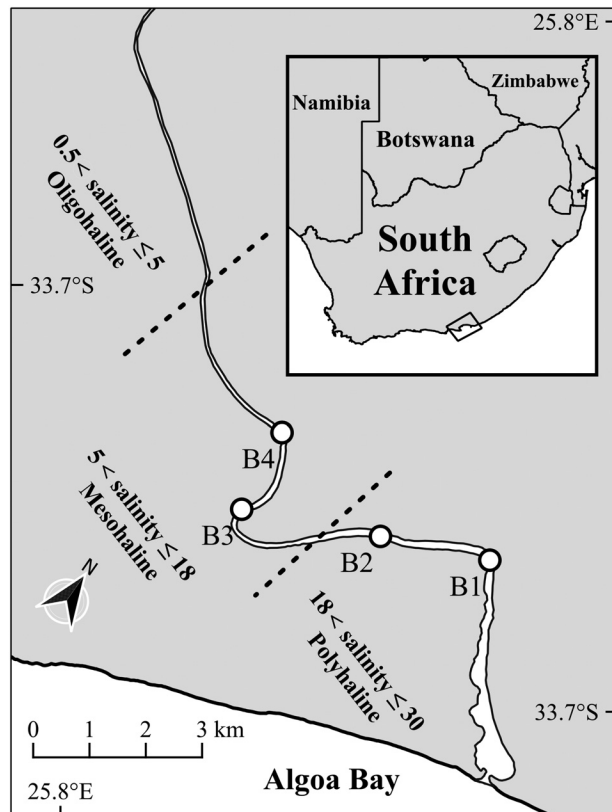 25.8°E
Zimbabwe
Namibia
Botswana
South
Africa
0.5 < salinity ≤ 5
Oligohaline
33.7°S
B4
5 < salinity ≤ 18
Mesohaline
B3
B2
B1
N
18 < salinity ≤ 30
Polyhaline
33.7°S
0 1 2 3 km
Algoa Bay
25.8°E